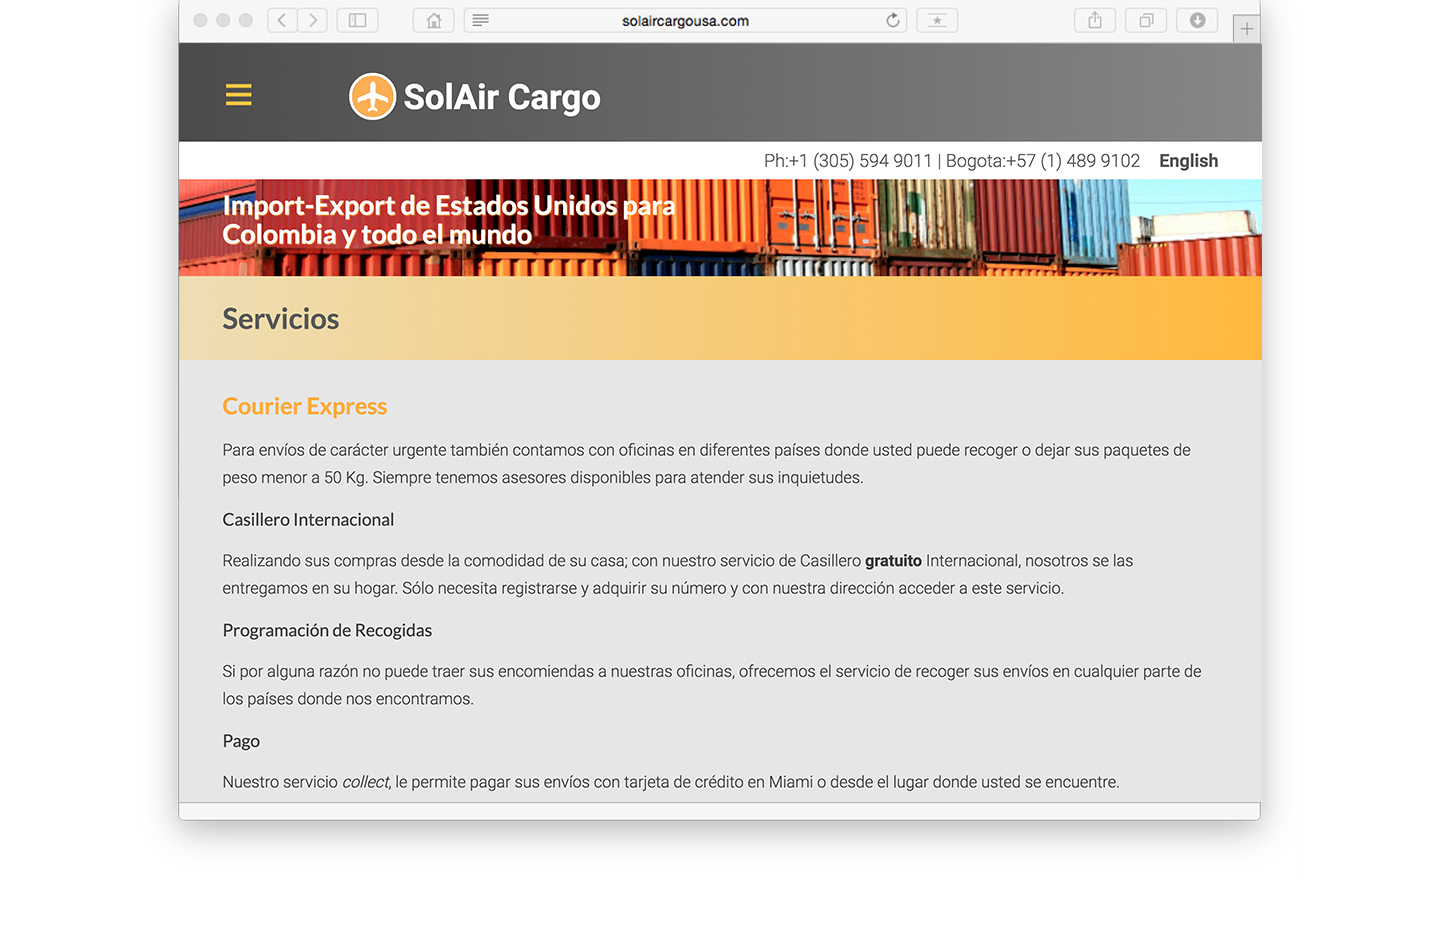 solaircargousa.com
SolAir Cargo
Ph:+1 (305) 594 9011 | Bogota:+57 (1) 489 9102 English
Import-Export de Estados Unidos para
Colombia y todo el mundo
Servicios
Courier Express
Para envíos de carácter urgente también contamos con oficinas en diferentes países donde usted puede recoger o dejar sus paquetes de
peso menor a 50 Kg. Siempre tenemos asesores disponibles para atender sus inquietudes.
Casillero Internacional
Realizando sus compras desde la comodidad de su casa; con nuestro servicio de Casillero gratuito Internacional, nosotros se las
entregamos en su hogar. Sólo necesita registrarse y adquirir su número y con nuestra dirección acceder a este servicio.
Programación de Recogidas
Si por alguna razón no puede traer sus encomiendas a nuestras oficinas, ofrecemos el servicio de recoger sus envíos en cualquier parte de
los países donde nos encontramos.
Pago
Nuestro servicio collect, le permite pagar sus envíos con tarjeta de crédito en Miami o desde el lugar donde usted se encuentre.